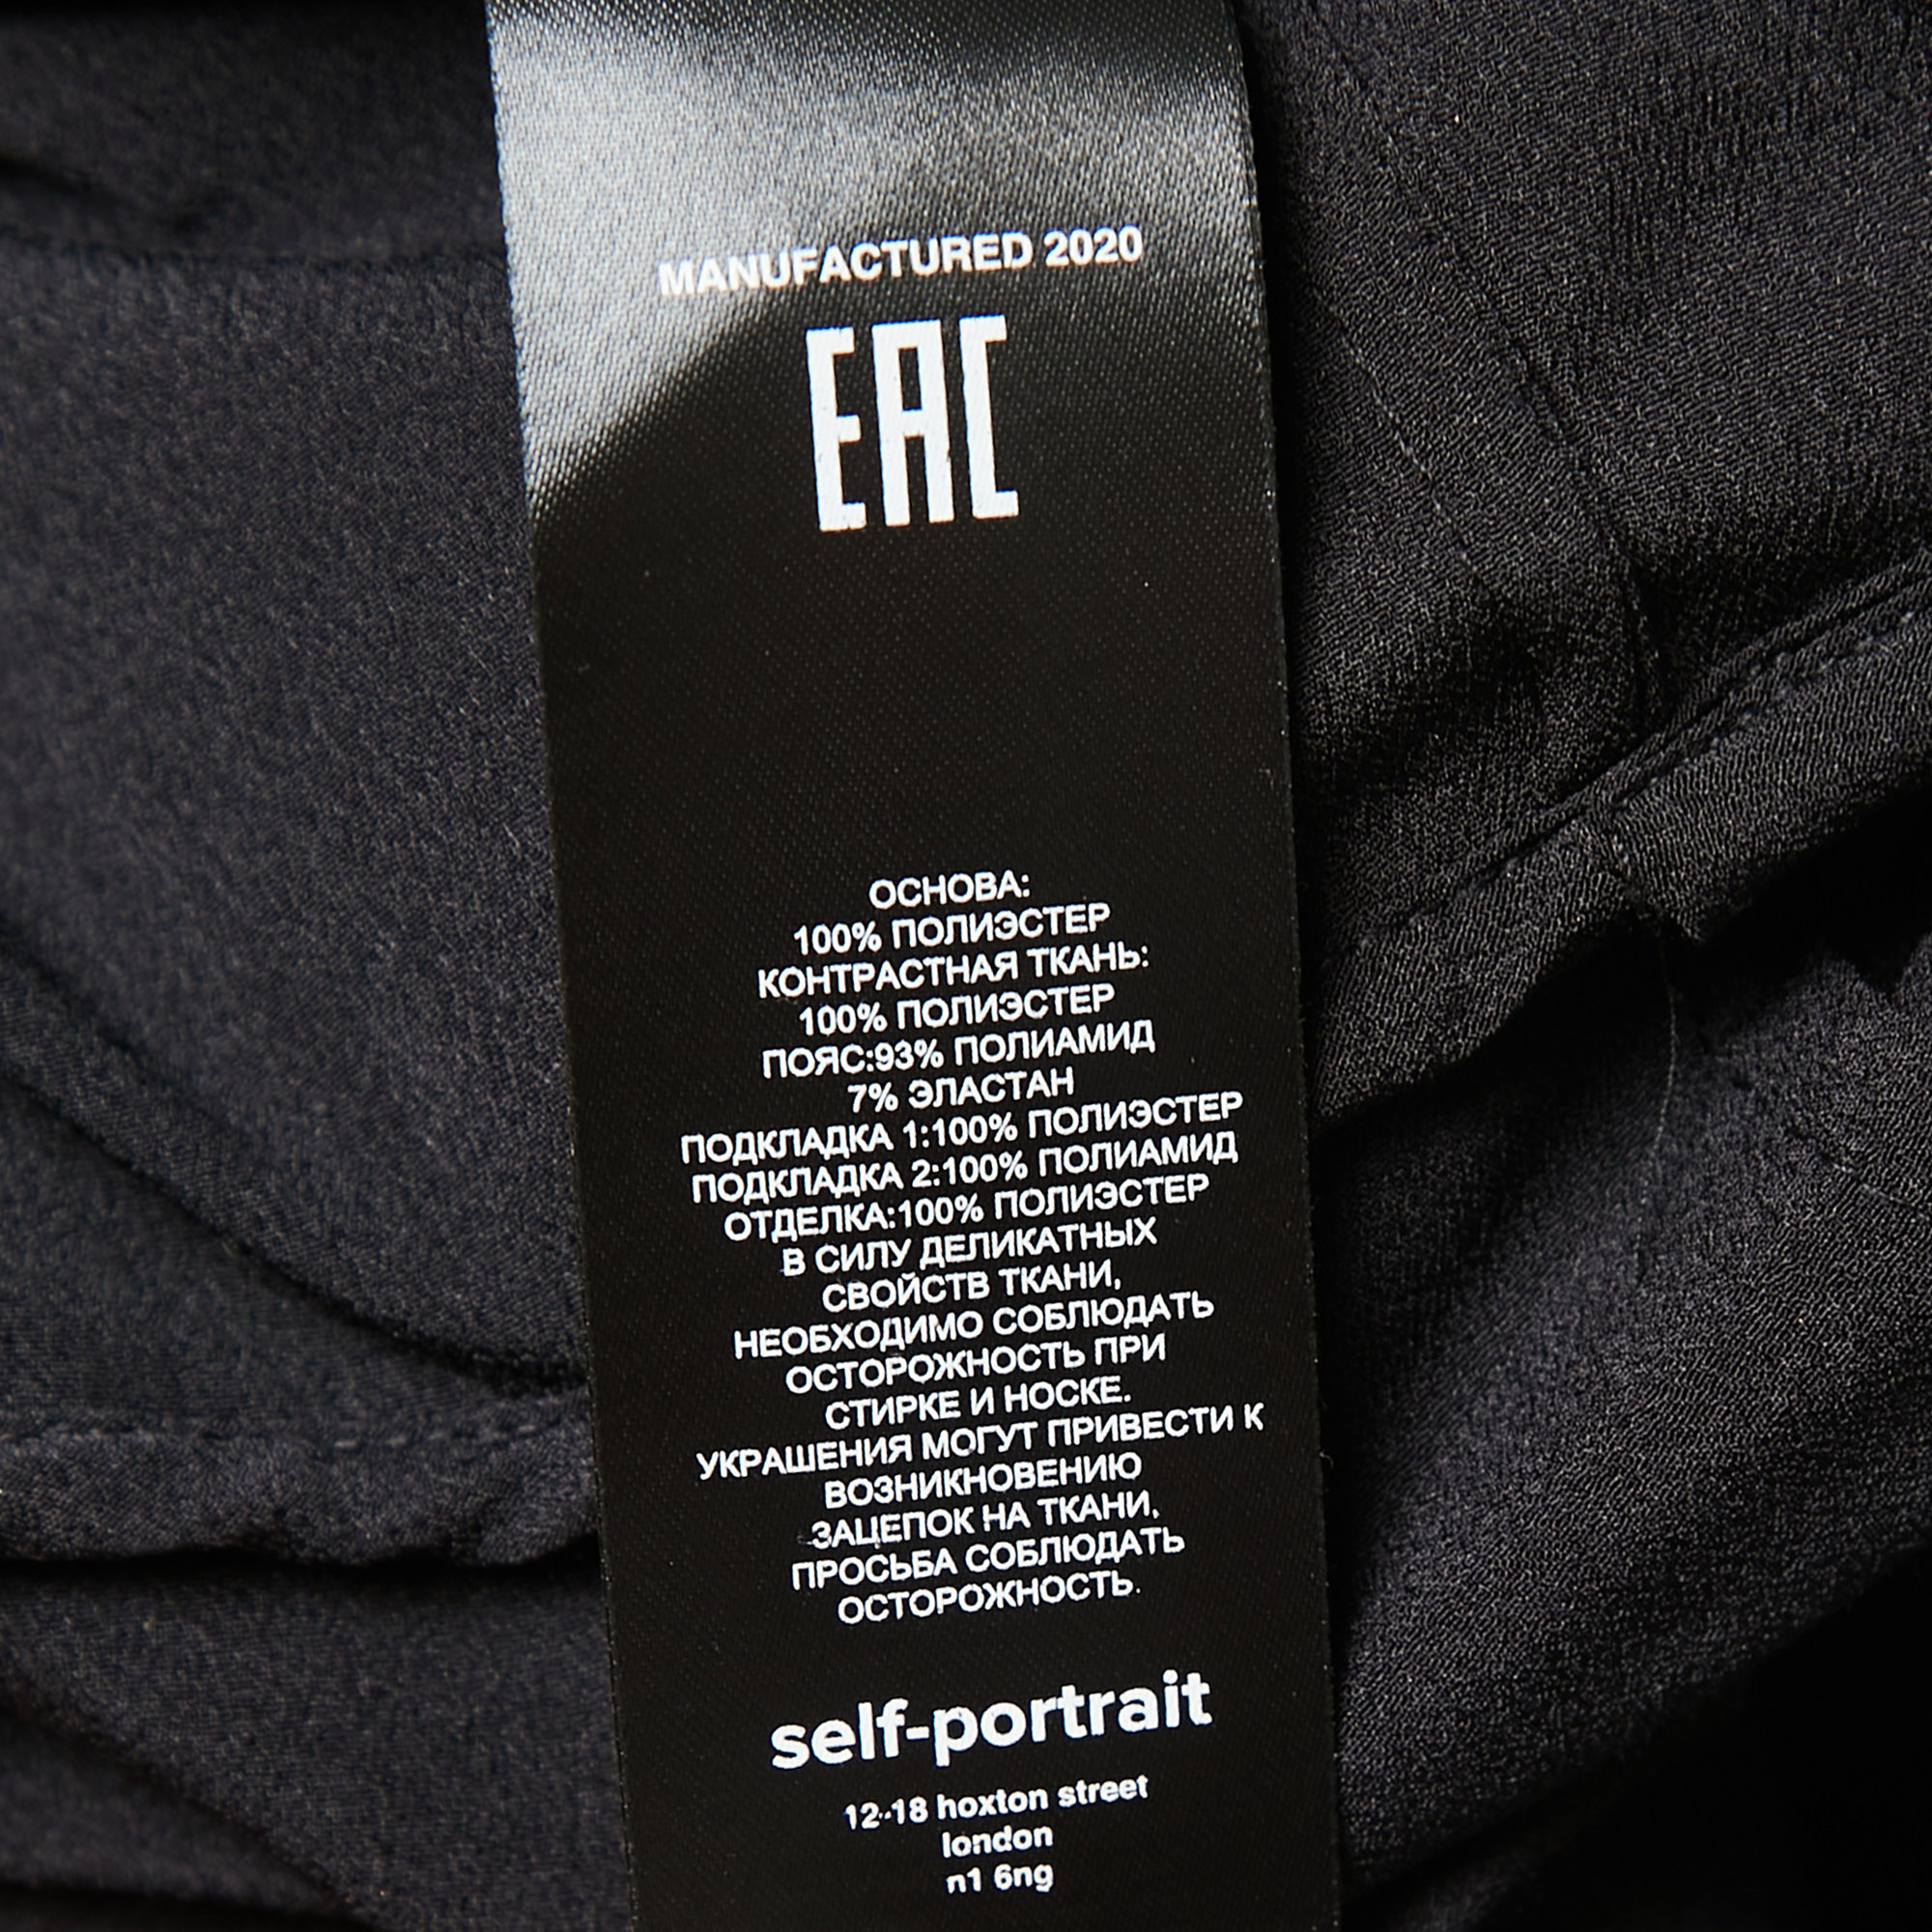 MANUFACTURED 2020
EAC
ОСНОВА:
100% ПОЛИЭСТЕР
КОНТРАСТНАЯ ТКАНЬ:
100% ПОЛИЭСТЕР
ПОЯС:93% ПОЛИАМИД
7% ЭЛАСТАН
ПОДКЛАДКА 1:100% ПОЛИЭСТЕР
ПОДКЛАДКА 2:100% ПОЛИАМИД
ОТДЕЛКА:100% ПОЛИЭСТЕР
В СИЛУ ДЕЛИКАТНЫХ
СВОЙСТВ ТКАНИ,
НЕОБХОДИМО СОБЛЮДАТЬ
ОСТОРОЖНОСТЬ ПРИ
СТИРКЕ И НОСКЕ.
УКРАШЕНИЯ МОГУТ ПРИВЕСТИ К
ВОЗНИКНОВЕНИЮ
ЗАЦЕПОК НА ТКАНИ.
ПРОСЬБА СОБЛЮДАТЬ
ОСТОРОЖНОСТЬ.
self-portrait
12-18 hoxton street
london
n1 6ng